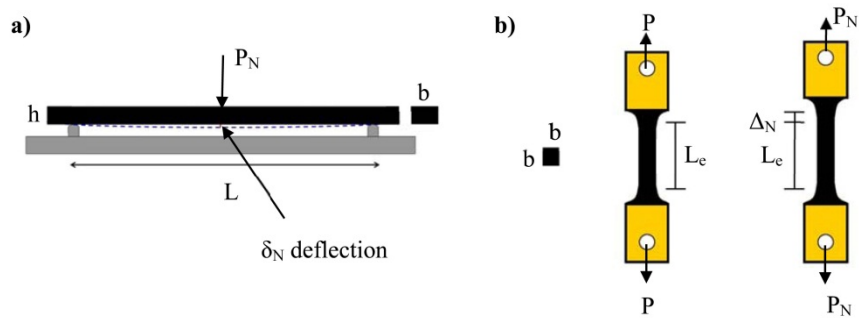 a)
P_N
h
b
L
δ_N deflection
b)
P
P_N
b
b
L_e
Δ_N
L_e
P
P_N